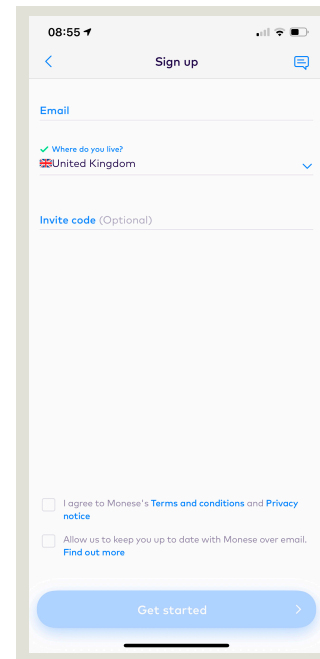 08:55
Sign up
Email
Where do you live?
United Kingdom
Invite code (Optional)
I agree to Monese's Terms and conditions and Privacy
notice
Allow us to keep you up to date with Monese over email.
Find out more
Get started